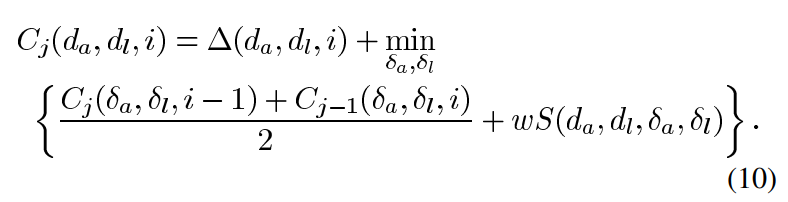 C_j(d_a, d_l, i) = Δ(d_a, d_l, i) + min_{δ_a, δ_l}
{ \frac{C_j(δ_a, δ_l, i − 1) + C_{j−1}(δ_a, δ_l, i)}{2} + wS(d_a, d_l, δ_a, δ_l) } .
(10)